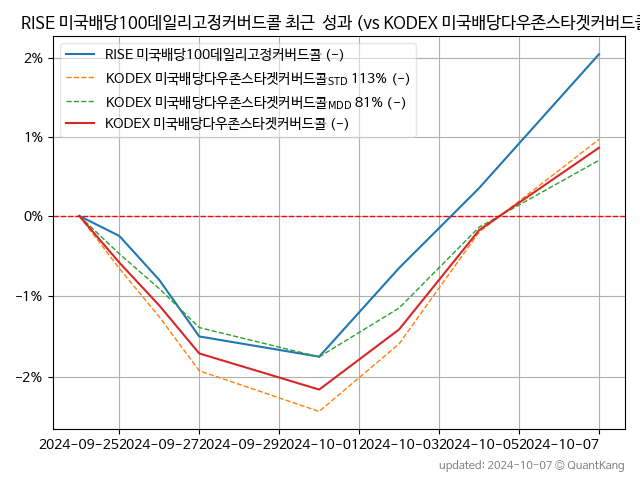 RISE 미국배당100데일리고정커버드콜 최근 성과 (vs KODEX 미국배당다우존스타겟커버드콜
RISE 미국배당100데일리고정커버드콜 (-)
KODEX 미국배당다우존스타겟커버드콜STD 113% (-)
KODEX 미국배당다우존스타겟커버드콜MDD 81% (-)
KODEX 미국배당다우존스타겟커버드콜 (-)
2%
1%
0%
-1%
-2%
2024-09-25 2024-09-27 2024-09-29 2024-10-01 2024-10-03 2024-10-05 2024-10-07
updated: 2024-10-07 © QuantKang